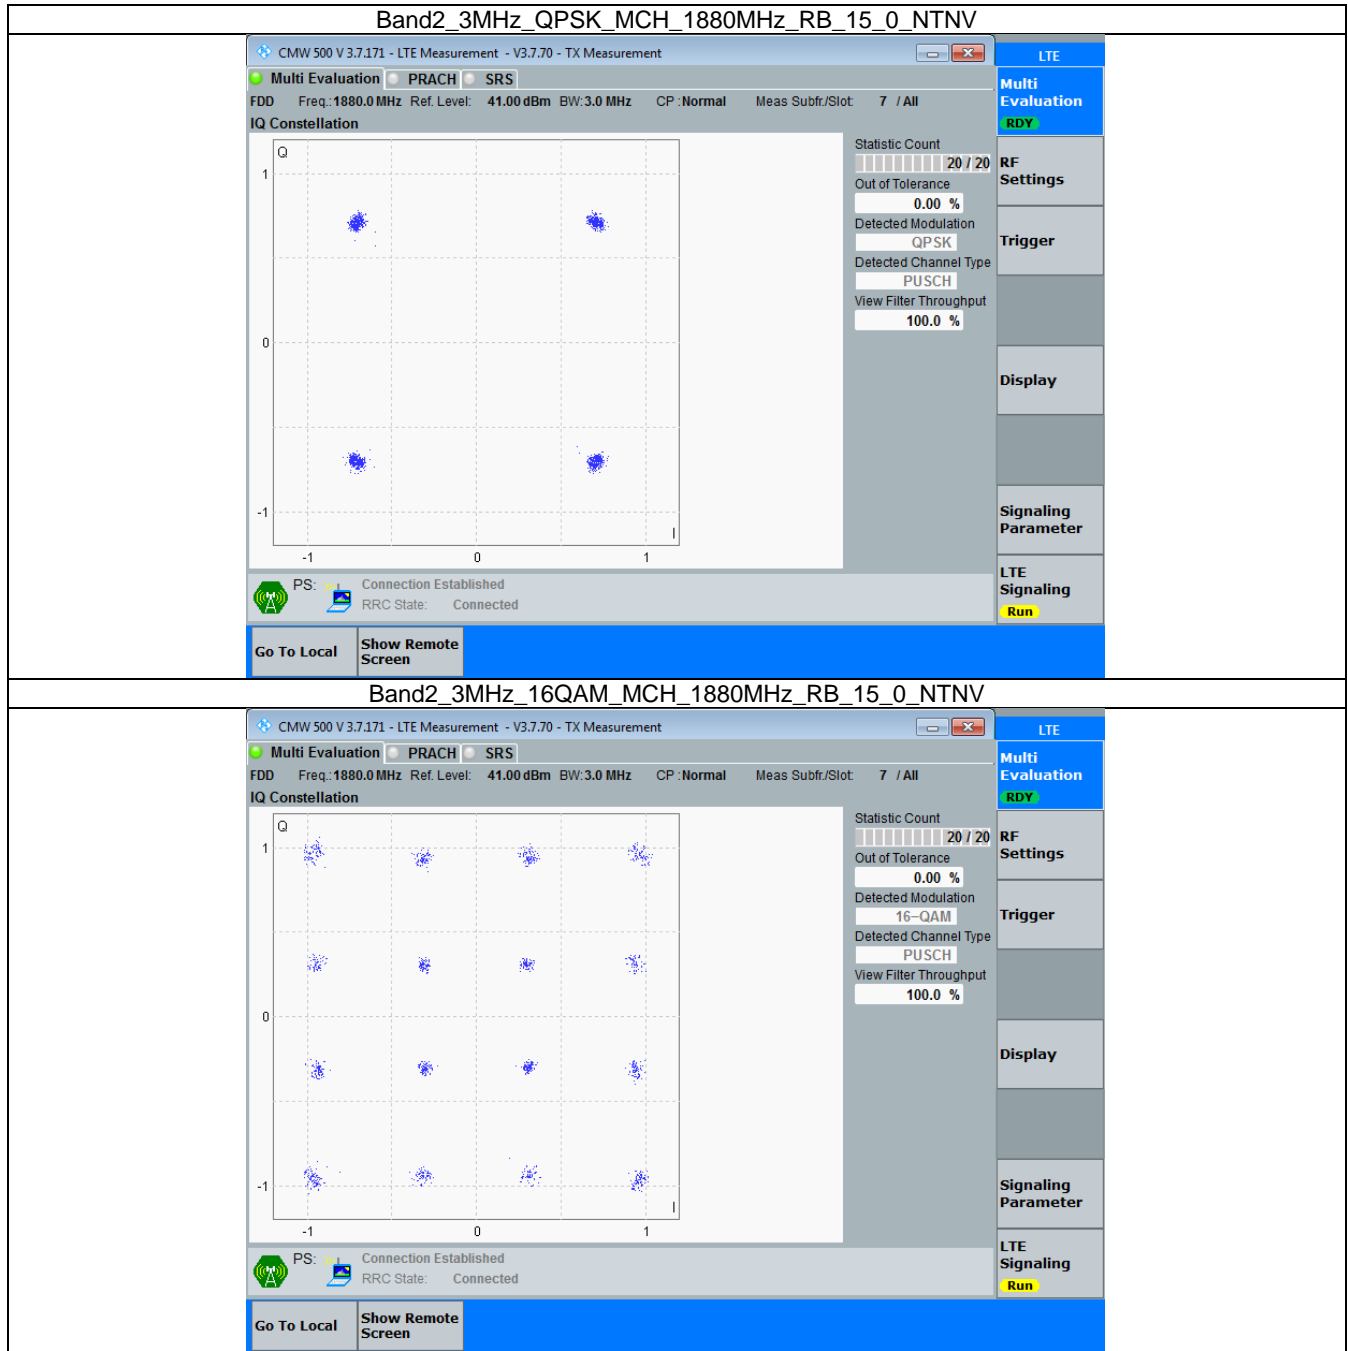 Band2_3MHz_QPSK_MCH_1880MHz_RB_15_0_NTNV
CMW 500 V 3.7.171 - LTE Measurement - V3.7.70 - TX Measurement
LTE
Multi Evaluation PRACH SRS
Multi
Evaluation
RDY
FDD Freq.:1880.0 MHz Ref. Level: 41.00 dBm BW:3.0 MHz CP :Normal Meas Subfr./Slot: 7 / All
IQ Constellation
Q
1
0
-1
-1 0 1
I
Statistic Count
20 / 20
Out of Tolerance
0.00 %
Detected Modulation
QPSK
Detected Channel Type
PUSCH
View Filter Throughput
100.0 %
RF
Settings
Trigger
Display
Signaling
Parameter
LTE
Signaling
Run
PS: Connection Established
RRC State: Connected
Go To Local
Show Remote
Screen
Band2_3MHz_16QAM_MCH_1880MHz_RB_15_0_NTNV
CMW 500 V 3.7.171 - LTE Measurement - V3.7.70 - TX Measurement
LTE
Multi Evaluation PRACH SRS
Multi
Evaluation
RDY
FDD Freq.:1880.0 MHz Ref. Level: 41.00 dBm BW:3.0 MHz CP :Normal Meas Subfr./Slot: 7 / All
IQ Constellation
Q
1
0
-1
-1 0 1
I
Statistic Count
20 / 20
Out of Tolerance
0.00 %
Detected Modulation
16-QAM
Detected Channel Type
PUSCH
View Filter Throughput
100.0 %
RF
Settings
Trigger
Display
Signaling
Parameter
LTE
Signaling
Run
PS: Connection Established
RRC State: Connected
Go To Local
Show Remote
Screen